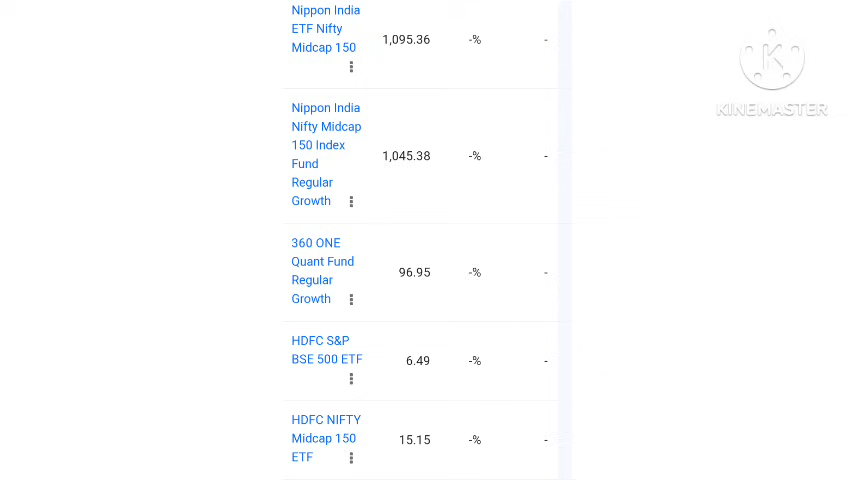 Nippon India
ETF Nifty
Midcap 150
1,095.36 -% -
Nippon India
Nifty Midcap
150 Index
Fund
Regular
Growth
1,045.38 -% -
360 ONE
Quant Fund
Regular
Growth
96.95 -% -
HDFC S&P
BSE 500 ETF
6.49 -% -
HDFC NIFTY
Midcap 150
ETF
15.15 -% -
K
KINEMASTER